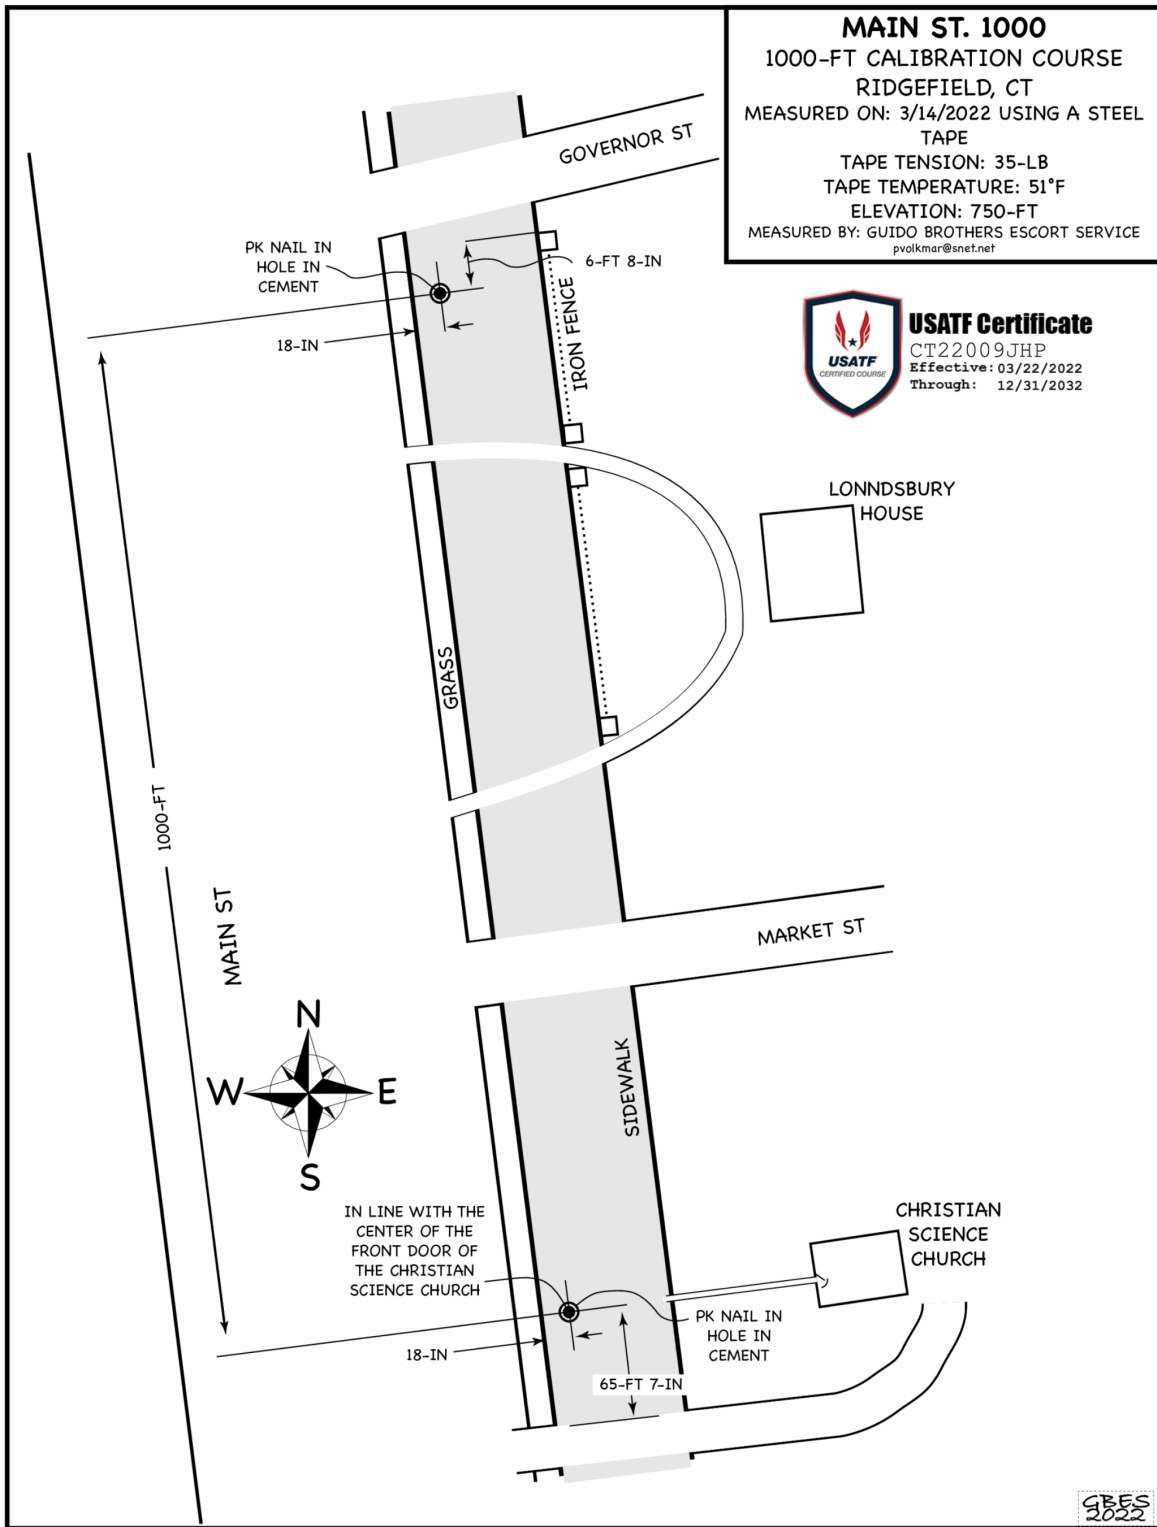 MAIN ST. 1000
1000-FT CALIBRATION COURSE
RIDGEFIELD, CT
MEASURED ON: 3/14/2022 USING A STEEL
TAPE
TAPE TENSION: 35-LB
TAPE TEMPERATURE: 51°F
ELEVATION: 750-FT
MEASURED BY: GUIDO BROTHERS ESCORT SERVICE
pvolkmar@snet.net
GOVERNOR ST
PK NAIL IN
HOLE IN
CEMENT
6-FT 8-IN
18-IN
IRON FENCE
USATF
CERTIFIED COURSE
USATF Certificate
CT22009JHP
Effective: 03/22/2022
Through: 12/31/2032
LONNDSBURY
HOUSE
GRASS
1000-FT
MAIN ST
MARKET ST
N
W
E
S
SIDEWALK
IN LINE WITH THE
CENTER OF THE
FRONT DOOR OF
THE CHRISTIAN
SCIENCE CHURCH
CHRISTIAN
SCIENCE
CHURCH
PK NAIL IN
HOLE IN
CEMENT
18-IN
65-FT 7-IN
GBES
2022